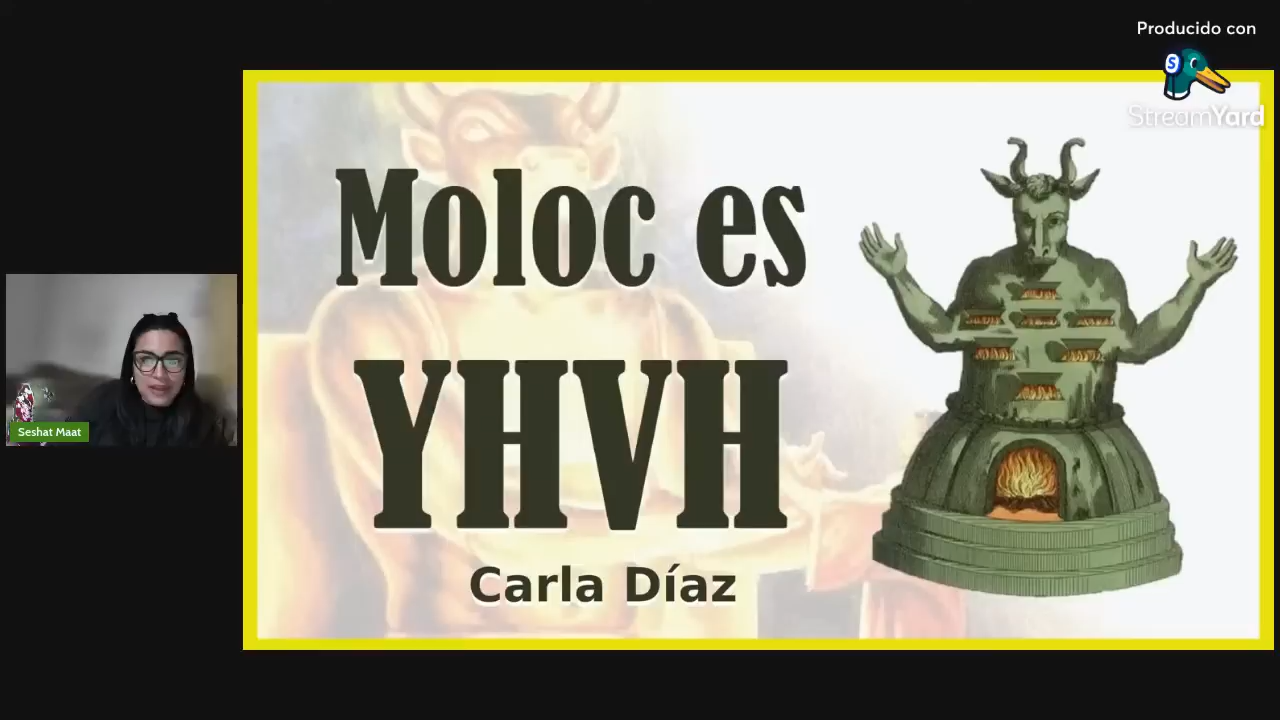 Producido con
S
StreamYard
Moloc es
YHVH
Carla Díaz
Seshat Maat